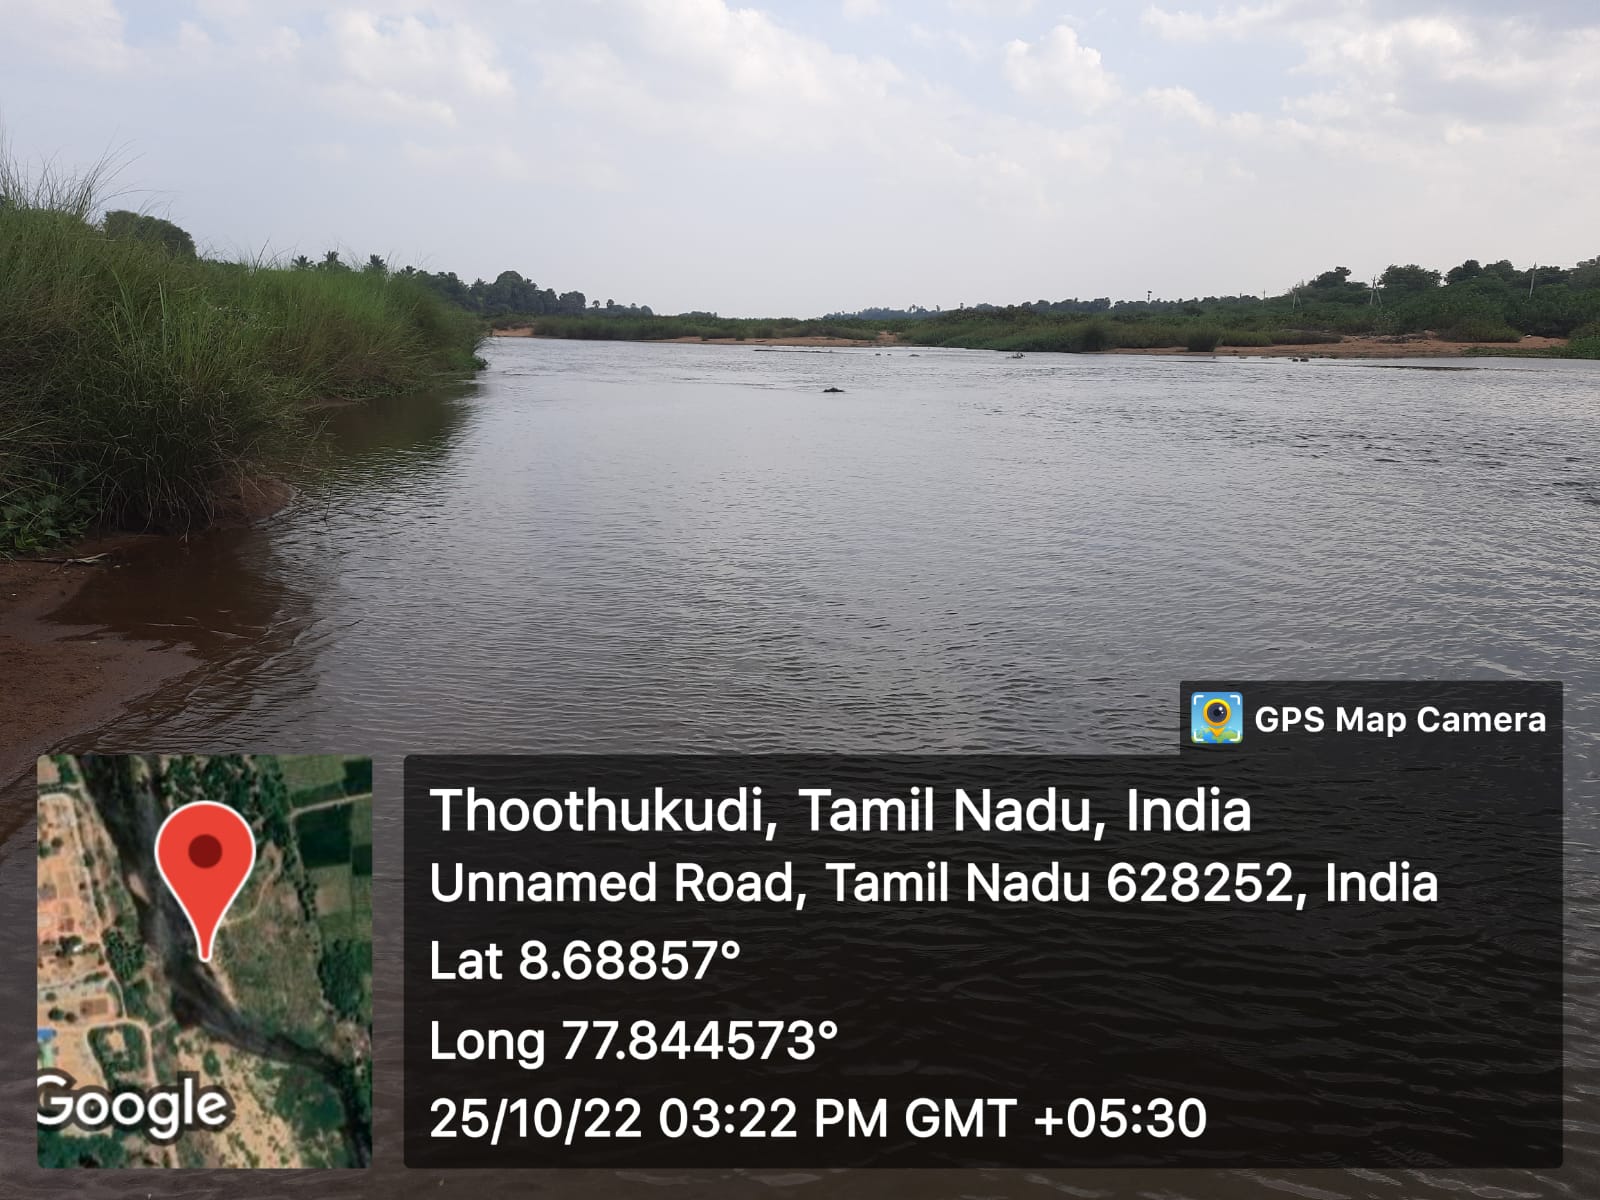 GPS Map Camera
Thoothukudi, Tamil Nadu, India
Unnamed Road, Tamil Nadu 628252, India
Lat 8.68857°
Long 77.844573°
25/10/22 03:22 PM GMT +05:30
Google